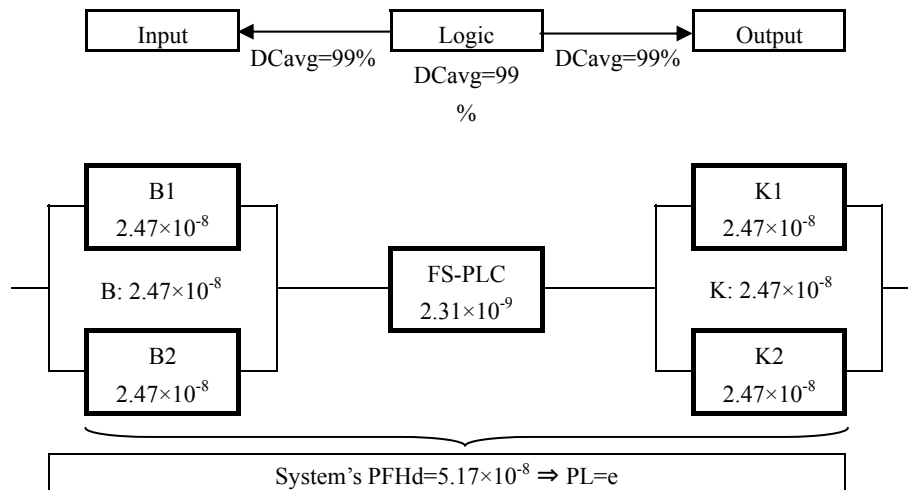 Input
Logic
Output
DCavg=99%
DCavg=99
%
DCavg=99%
B1
2.47×10⁻⁸
K1
2.47×10⁻⁸
B: 2.47×10⁻⁸
FS-PLC
2.31×10⁻⁹
K: 2.47×10⁻⁸
B2
2.47×10⁻⁸
K2
2.47×10⁻⁸
System’s PFHd=5.17×10⁻⁸ ⇒ PL=e